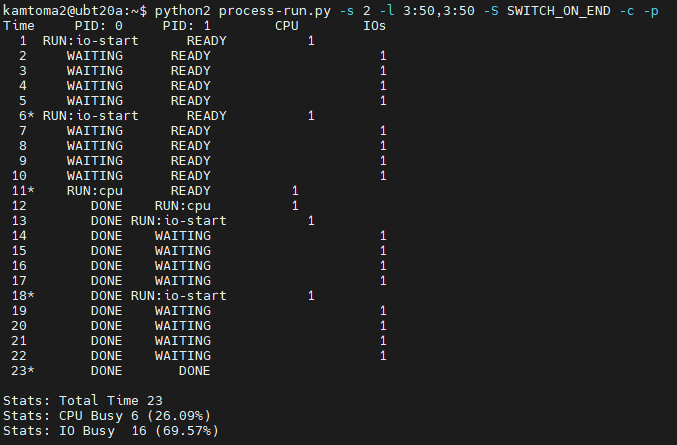 kamtoma2@ubt20a:~$ python2 process-run.py -s 2 -l 3:50,3:50 -S SWITCH_ON_END -c -p
Time     PID: 0     PID: 1        CPU        IOs
  1  RUN:io-start      READY          1
  2     WAITING      READY                     1
  3     WAITING      READY                     1
  4     WAITING      READY                     1
  5     WAITING      READY                     1
  6* RUN:io-start      READY          1
  7     WAITING      READY                     1
  8     WAITING      READY                     1
  9     WAITING      READY                     1
 10     WAITING      READY                     1
 11*    RUN:cpu      READY          1
 12        DONE    RUN:cpu          1
 13        DONE RUN:io-start          1
 14        DONE    WAITING                     1
 15        DONE    WAITING                     1
 16        DONE    WAITING                     1
 17        DONE    WAITING                     1
 18*       DONE RUN:io-start          1
 19        DONE    WAITING                     1
 20        DONE    WAITING                     1
 21        DONE    WAITING                     1
 22        DONE    WAITING                     1
 23*       DONE       DONE
Stats: Total Time 23
Stats: CPU Busy 6 (26.09%)
Stats: IO Busy  16 (69.57%)